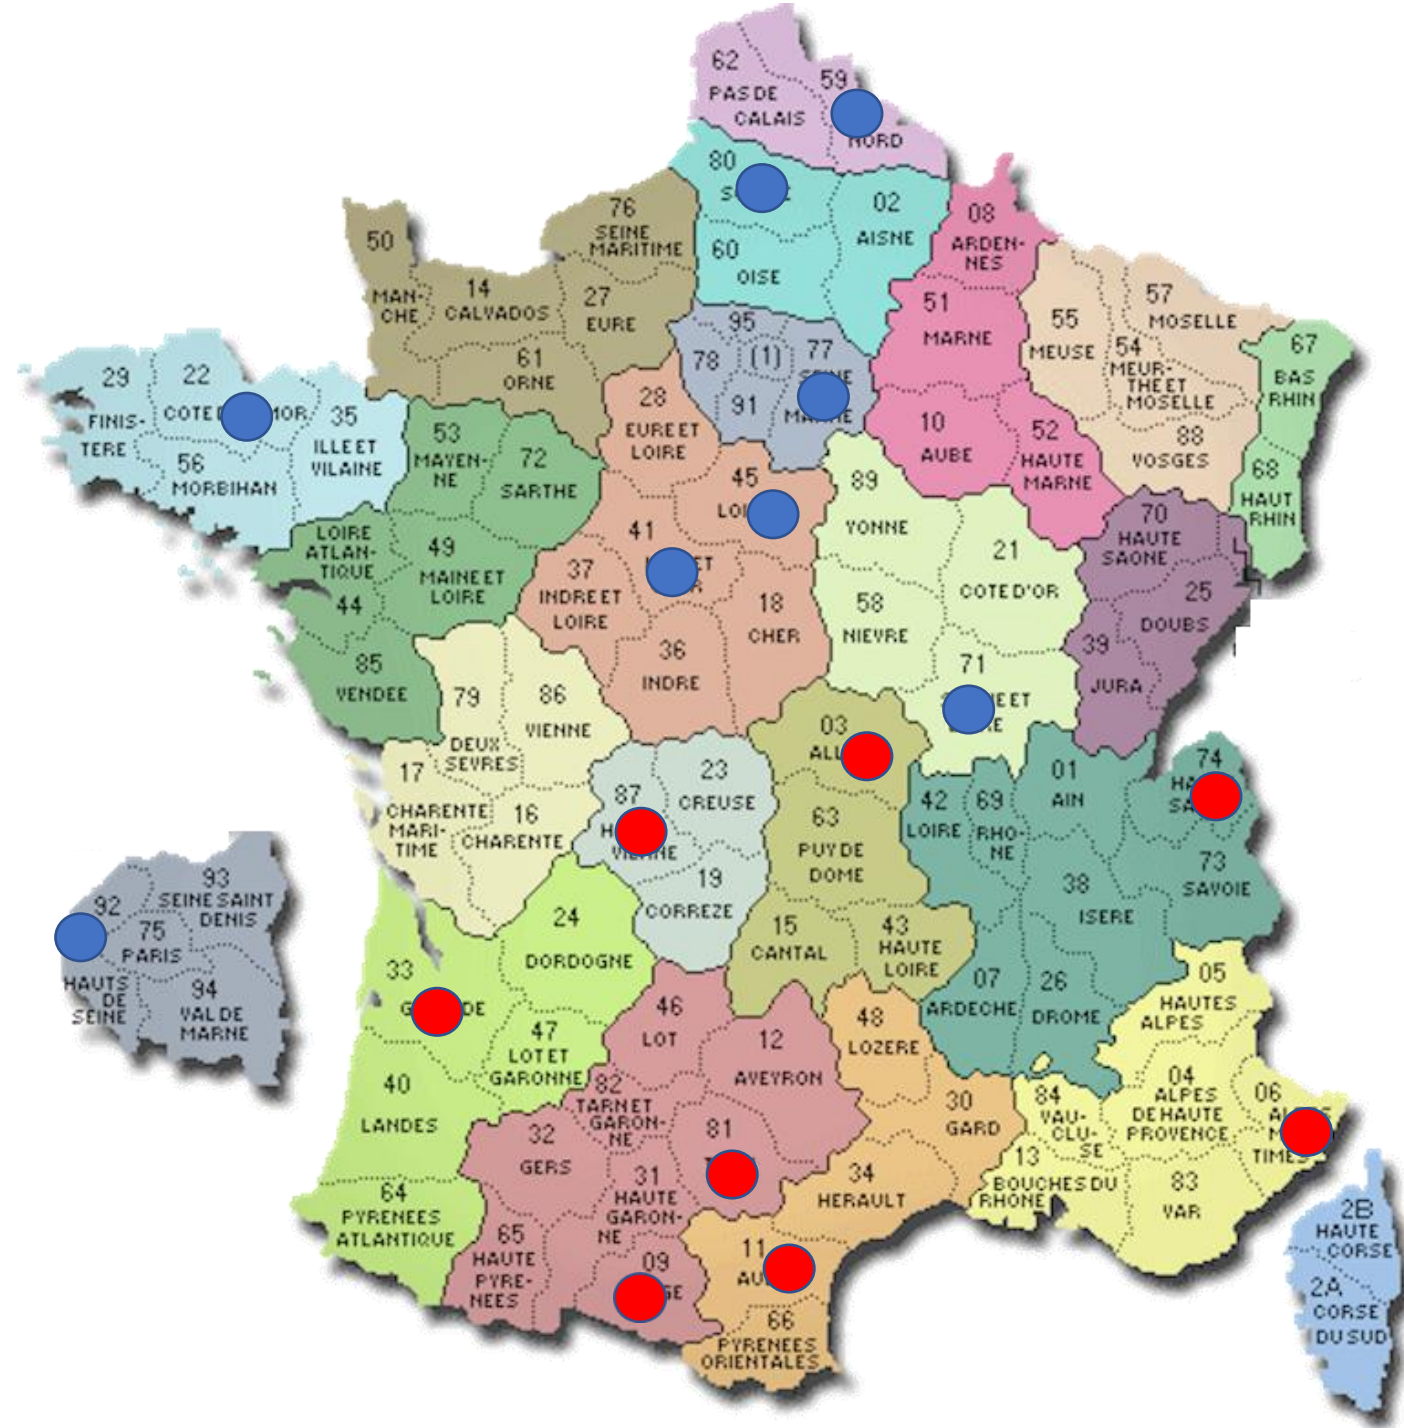 62
PAS DE
CALAIS
59
NORD
80
02
AISNE
60
OISE
08
ARDEN-
NES
76
SEINE
MARITIME
50
MAN-
CHE
14
CALVADOS
27
EURE
61
ORNE
51
MARNE
10
AUBE
52
HAUTE
MARNE
55
MEUSE
57
MOSELLE
54
MEUR-
THE ET
MOSELLE
88
VOSGES
67
BAS
RHIN
68
HAUT
RHIN
95
78
(1)
77
SEINE
MARNE
91
29
FINIS-
TERE
22
COTE
MOR
35
ILLE ET
VILAINE
56
MORBIHAN
53
MAYEN-
NE
72
SARTHE
LOIRE
ATLAN-
TIQUE
44
49
MAINE ET
LOIRE
85
VENDEE
28
EURE ET
LOIRE
45
41
37
INDRE ET
LOIRE
18
CHER
36
INDRE
89
YONNE
21
COTE D'OR
58
NIEVRE
71
70
HAUTE
SAONE
25
DOUBS
39
JURA
79
DEUX
SEVRES
86
VIENNE
17
CHARENTE
MARI-
TIME
16
CHARENTE
87
23
CREUSE
19
CORREZE
03
63
PUY DE
DOME
15
CANTAL
43
HAUTE
LOIRE
42
LOIRE
69
RHO-
NE
01
AIN
74
73
SAVOIE
38
ISERE
07
ARDECHE
26
DROME
93
SEINE SAINT
DENIS
92
75
PARIS
HAUTS
DE
SEINE
94
VAL DE
MARNE
24
DORDOGNE
33
47
LOT ET
GARONNE
40
LANDES
64
PYRENEES
ATLANTIQUE
46
LOT
12
AVEYRON
82
TARN ET
GARON-
NE
81
32
GERS
31
HAUTE
GARON-
NE
65
HAUTE
PYRE-
NEES
09
48
LOZERE
30
GARD
34
HERAULT
11
66
PYRENEES
ORIENTALES
05
HAUTES
ALPES
04
ALPES
DE HAUTE
PROVENCE
06
TIMES
84
VAU-
CLU-
SE
13
BOUCHES DU
RHONE
83
VAR
2B
HAUTE
CORSE
2A
CORSE
DU SUD